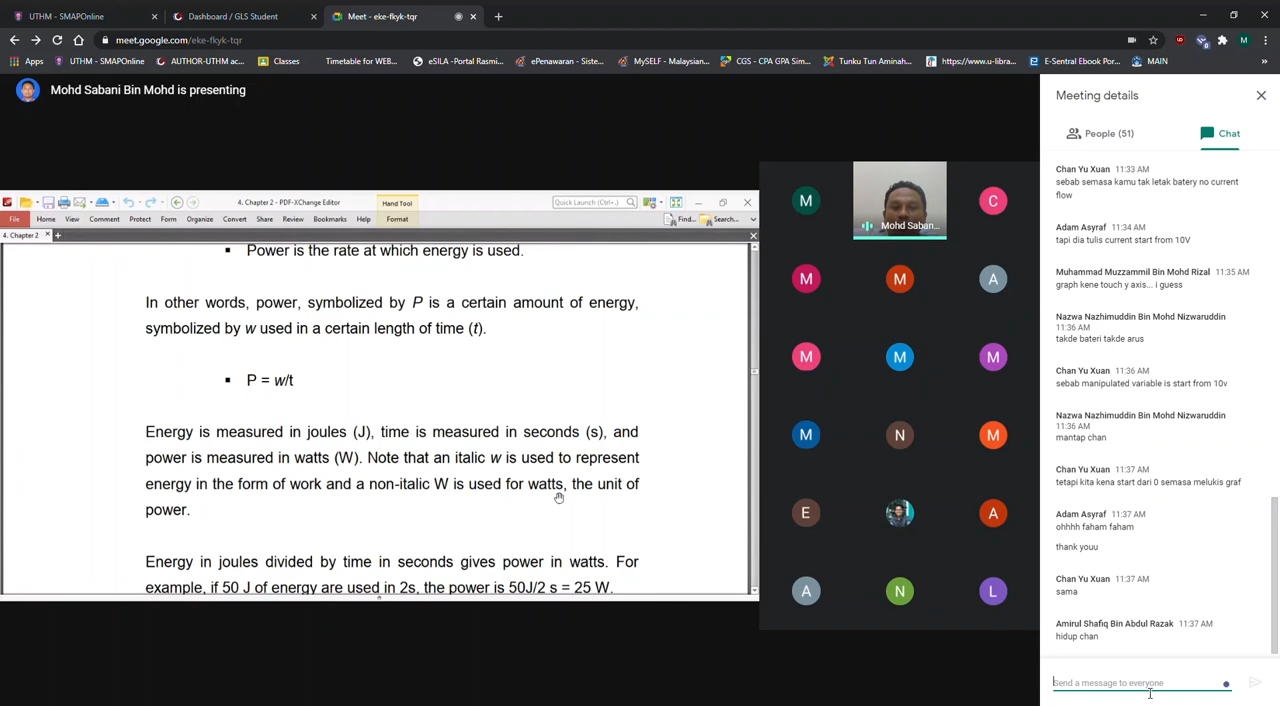 UTHM - SMAPOnline
Dashboard / GLS Student
Meet - eke-fkyk-tqr
meet.google.com/eke-fkyk-tqr
M
Apps
UTHM - SMAPOnline
AUTHOR-UTHM ac...
Classes
Timetable for WEB...
eSILA -Portal Rasmi...
ePenawaran - Siste...
MySELF - Malaysian...
CGS - CPA GPA Sim...
Tunku Tun Aminah...
https://www.u-libra...
E-Sentral Ebook Por...
MAIN
»
Mohd Sabani Bin Mohd is presenting
4. Chapter 2 - PDF-XChange Editor
Hand Tool
Quick Launch (Ctrl+.)
File
Home
View
Comment
Protect
Form
Organize
Convert
Share
Review
Bookmarks
Help
Format
Find...
Search...
4. Chapter 2
▪ Power is the rate at which energy is used.
In other words, power, symbolized by P is a certain amount of energy,
symbolized by w used in a certain length of time (t).
▪ P = w/t
Energy is measured in joules (J), time is measured in seconds (s), and
power is measured in watts (W). Note that an italic w is used to represent
energy in the form of work and a non-italic W is used for watts, the unit of
power.
Energy in joules divided by time in seconds gives power in watts. For
example, if 50 J of energy are used in 2s, the power is 50J/2 s = 25 W.
M
Mohd Saban...
C
M
M
A
M
M
M
M
N
M
E
A
A
N
L
Meeting details
People (51)
Chat
Chan Yu Xuan 11:33 AM
sebab semasa kamu tak letak batery no current
flow
Adam Asyraf 11:34 AM
tapi dia tulis current start from 10V
Muhammad Muzzammil Bin Mohd Rizal 11:35 AM
graph kene touch y axis... i guess
Nazwa Nazhimuddin Bin Mohd Nizwaruddin
11:36 AM
takde bateri takde arus
Chan Yu Xuan 11:36 AM
sebab manipulated variable is start from 10v
Nazwa Nazhimuddin Bin Mohd Nizwaruddin
11:36 AM
mantap chan
Chan Yu Xuan 11:37 AM
tetapi kita kena start dari 0 semasa melukis graf
Adam Asyraf 11:37 AM
ohhhh faham faham
thank youu
Chan Yu Xuan 11:37 AM
sama
Amirul Shafiq Bin Abdul Razak 11:37 AM
hidup chan
Send a message to everyone